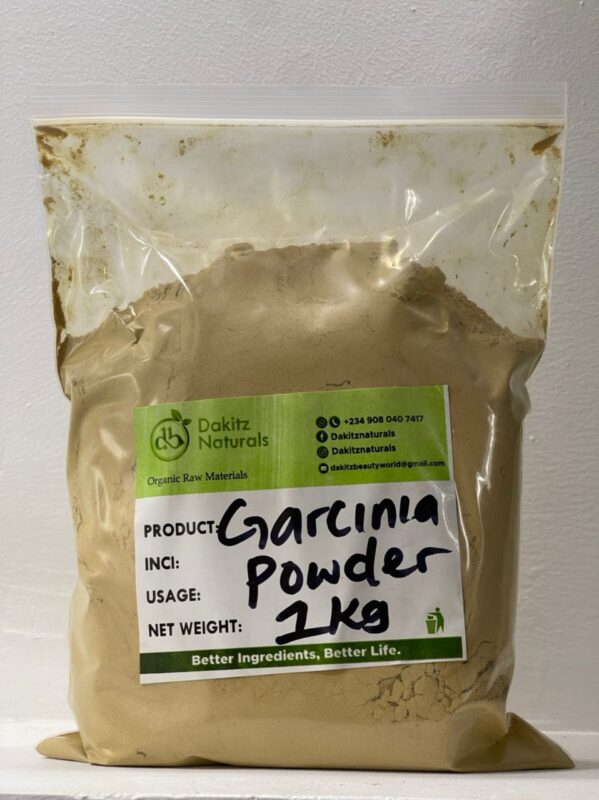 db
Dakitz
Naturals
Organic Raw Materials
+234 908 040 7417
Dakitznaturals
Dakitznaturals
dakitzbeautyworld@gmail.com
PRODUCT: Garcinia
INCI: Powder
USAGE:
NET WEIGHT: 1kg
Better Ingredients, Better Life.